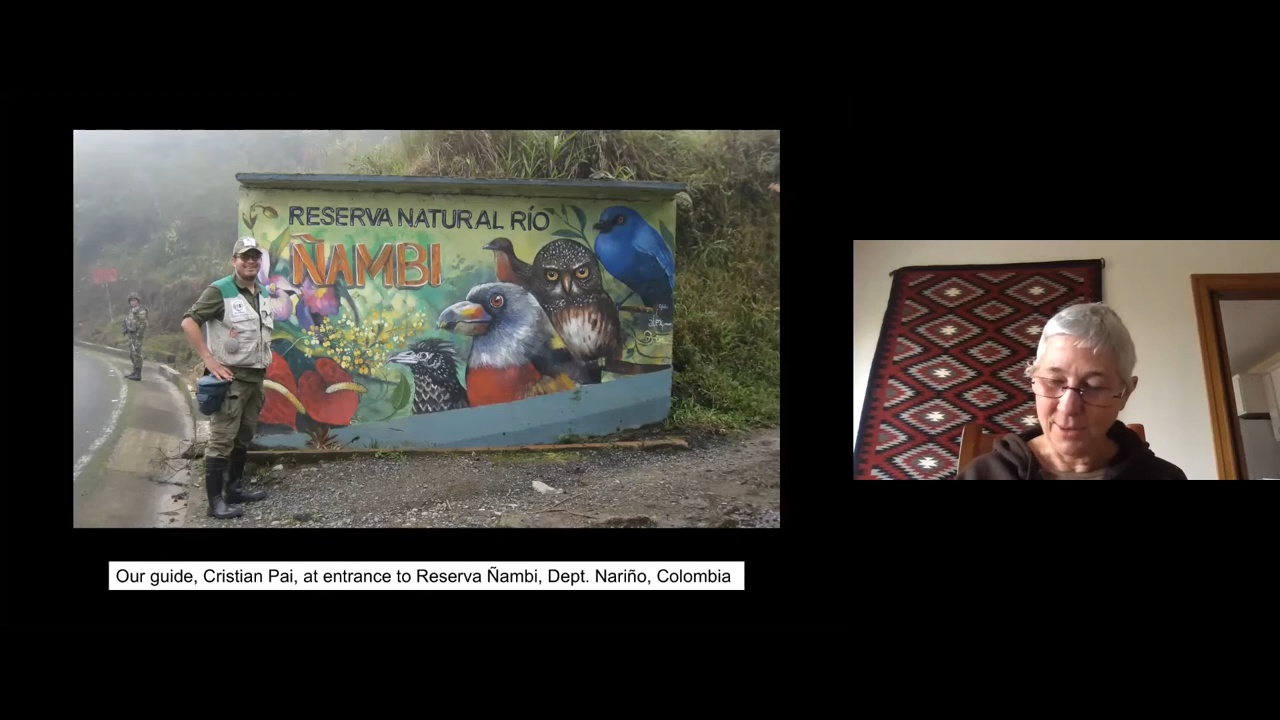 RESERVA NATURAL RÍO
ÑAMBI
Our guide, Cristian Pai, at entrance to Reserva Ñambi, Dept. Nariño, Colombia